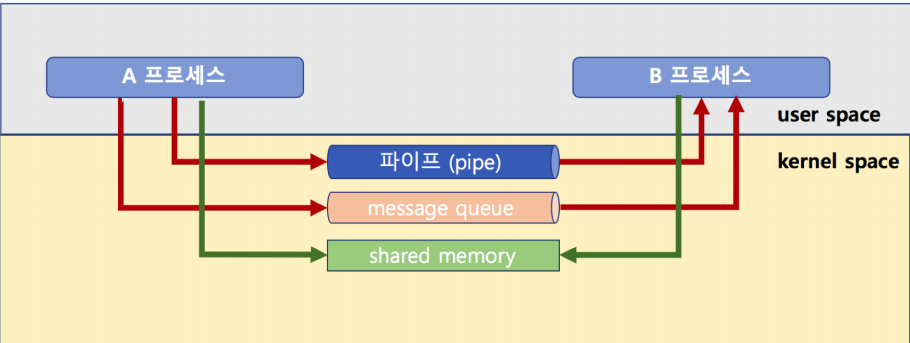 A 프로세스
B 프로세스
user space
파이프 (pipe)
kernel space
message queue
shared memory